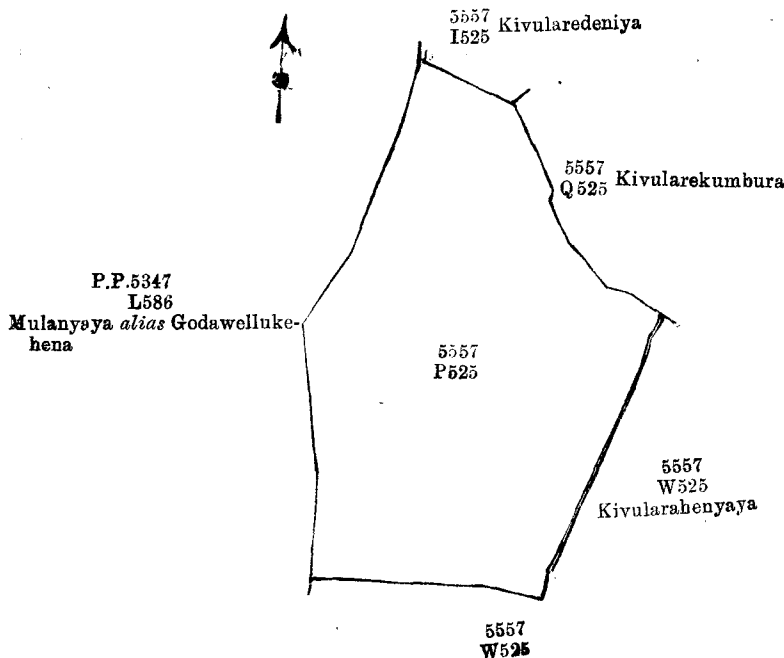 5557
I525 Kivularedeniya
5557
Q525 Kivularekumbura
P.P.5347
L586
Mulanyaya alias Godawelluke-
hena
5557
P525
5557
W525
Kivularahenyaya
5557
W525